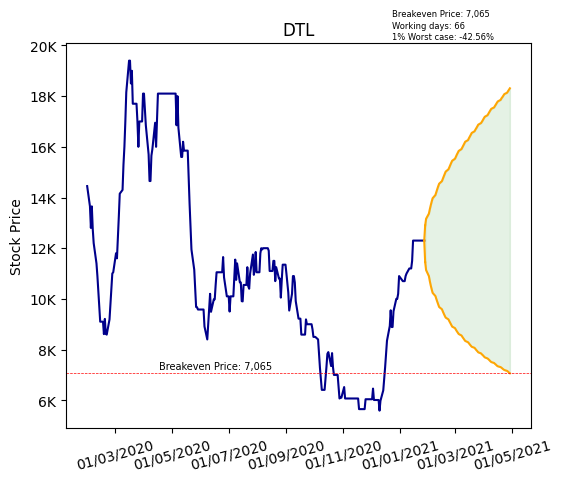 Breakeven Price: 7,065
Working days: 66
1% Worst case: -42.56%
DTL
Stock Price
20K
18K
16K
14K
12K
10K
8K
6K
Breakeven Price: 7,065
01/03/2020
01/05/2020
01/07/2020
01/09/2020
01/11/2020
01/01/2021
01/03/2021
01/05/2021